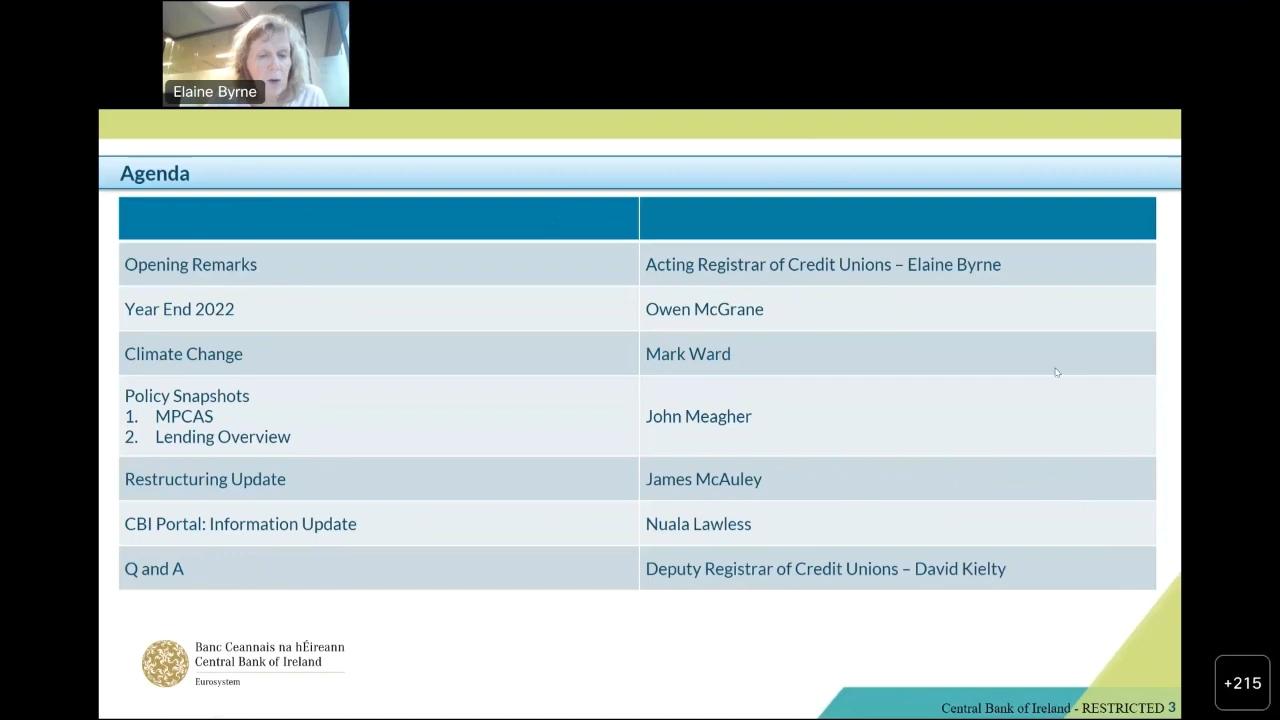 Elaine Byrne
Agenda
Opening Remarks
Acting Registrar of Credit Unions – Elaine Byrne
Year End 2022
Owen McGrane
Climate Change
Mark Ward
Policy Snapshots
1. MPCAS
2. Lending Overview
John Meagher
Restructuring Update
James McAuley
CBI Portal: Information Update
Nuala Lawless
Q and A
Deputy Registrar of Credit Unions – David Kielty
Banc Ceannais na hÉireann
Central Bank of Ireland
Eurosystem
+215
Central Bank of Ireland - RESTRICTED 3